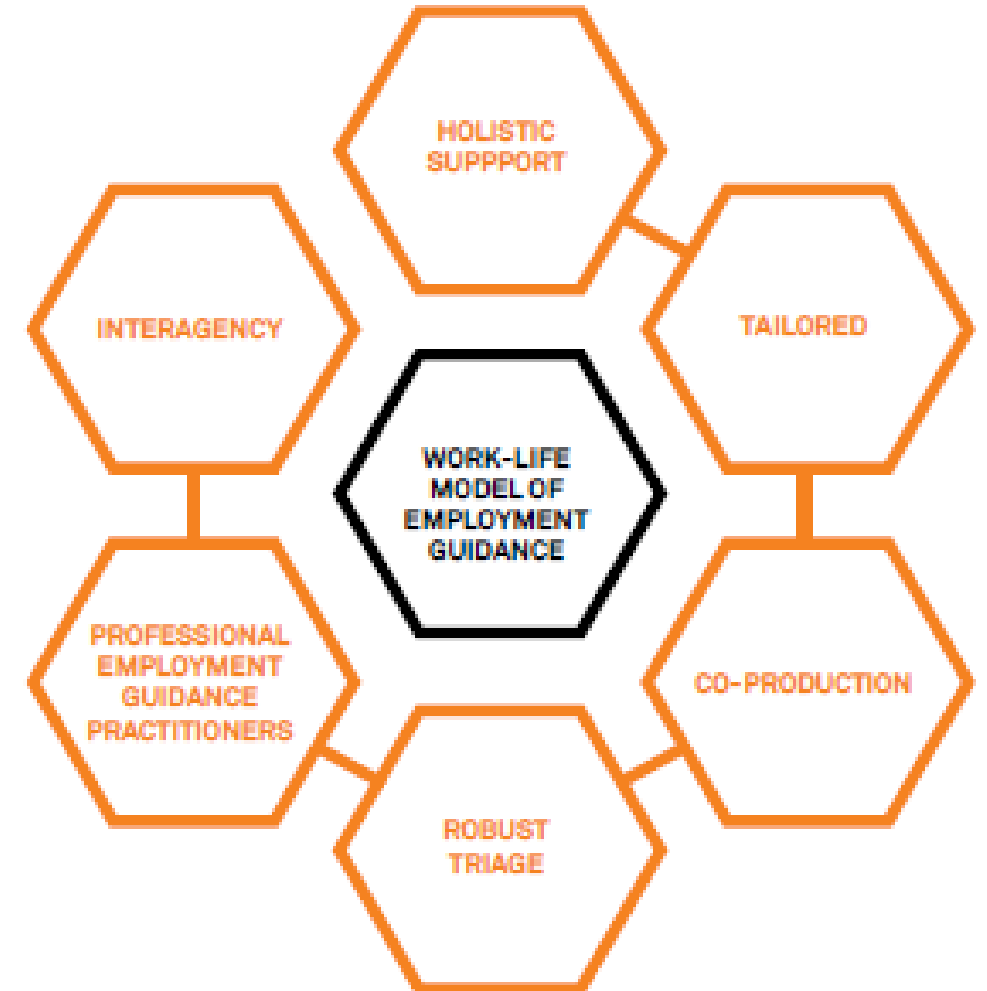 HOLISTIC
SUPPPORT
INTERAGENCY
TAILORED
WORK-LIFE
MODEL OF
EMPLOYMENT
GUIDANCE
PROFESSIONAL
EMPLOYMENT
GUIDANCE
PRACTITIONERS
CO-PRODUCTION
ROBUST
TRIAGE